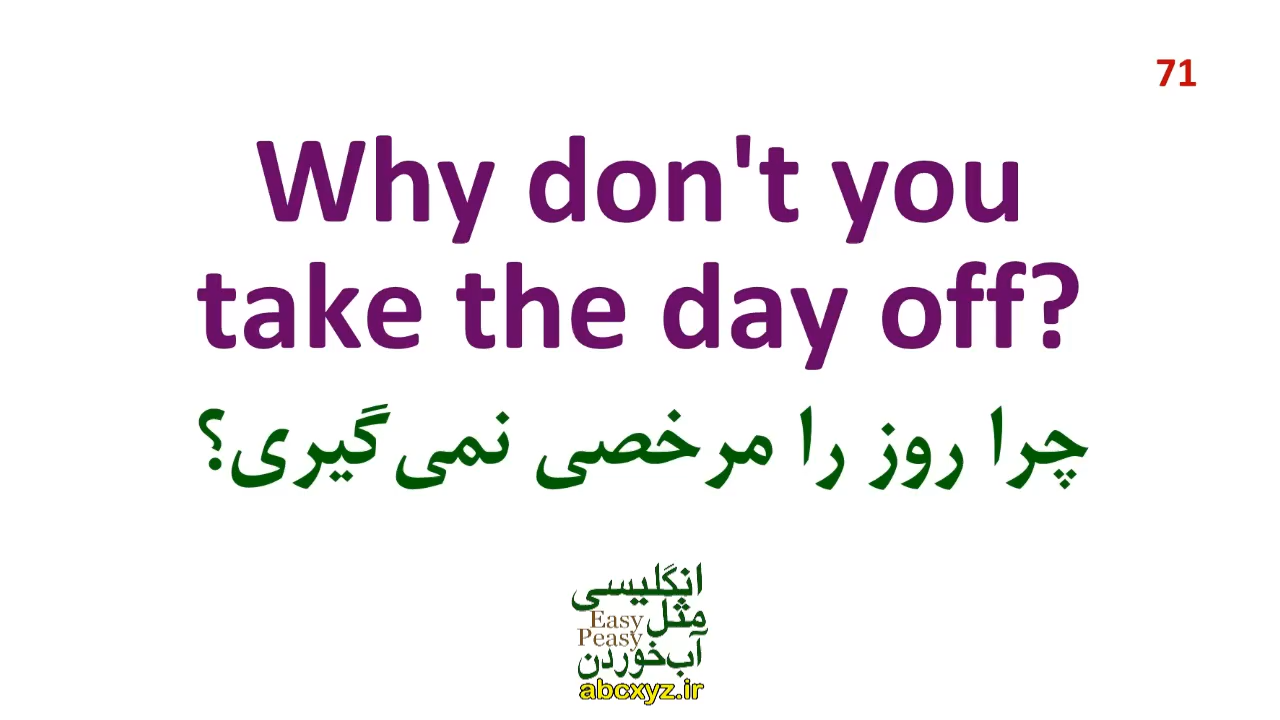 71
Why don't you
take the day off?
چرا روز را مرخصی نمی‌گیری؟
انگلیسی
مثل
Easy
Peasy
آب‌خوردن
abcxyz.ir